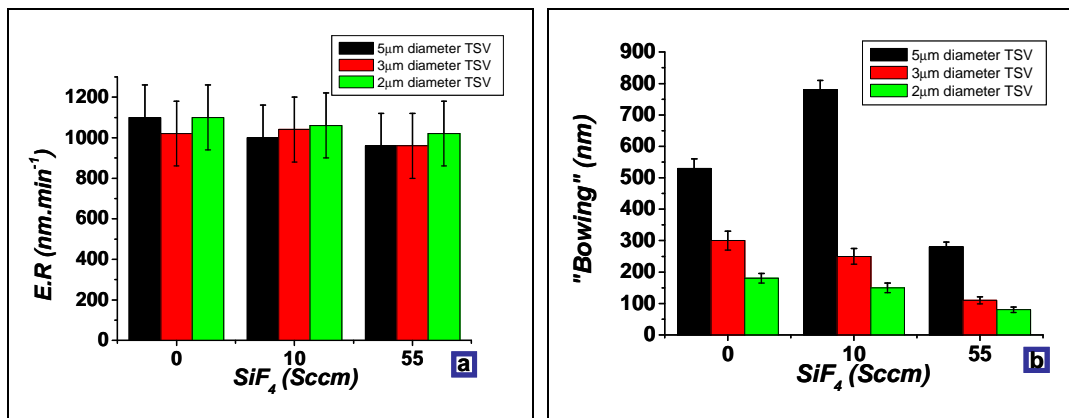 5μm diameter TSV
3μm diameter TSV
2μm diameter TSV
1200
1000
800
600
400
200
0
E.R (nm.min⁻¹)
0 10 55
SiF₄ (Sccm)
a
900
800
700
600
500
400
300
200
100
0
5μm diameter TSV
3μm diameter TSV
2μm diameter TSV
"Bowing" (nm)
0 10 55
SiF₄ (Sccm)
b